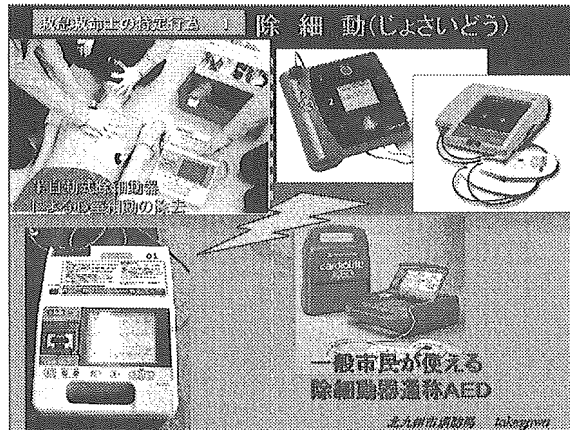 救急救命士の特定行為 1
除 細 動(じょさいどう)
半自動式除細動器
による心室細動の除去
01
cardiolife
一般市民が使える
除細動器通称AED
北九州市消防局 takegawa